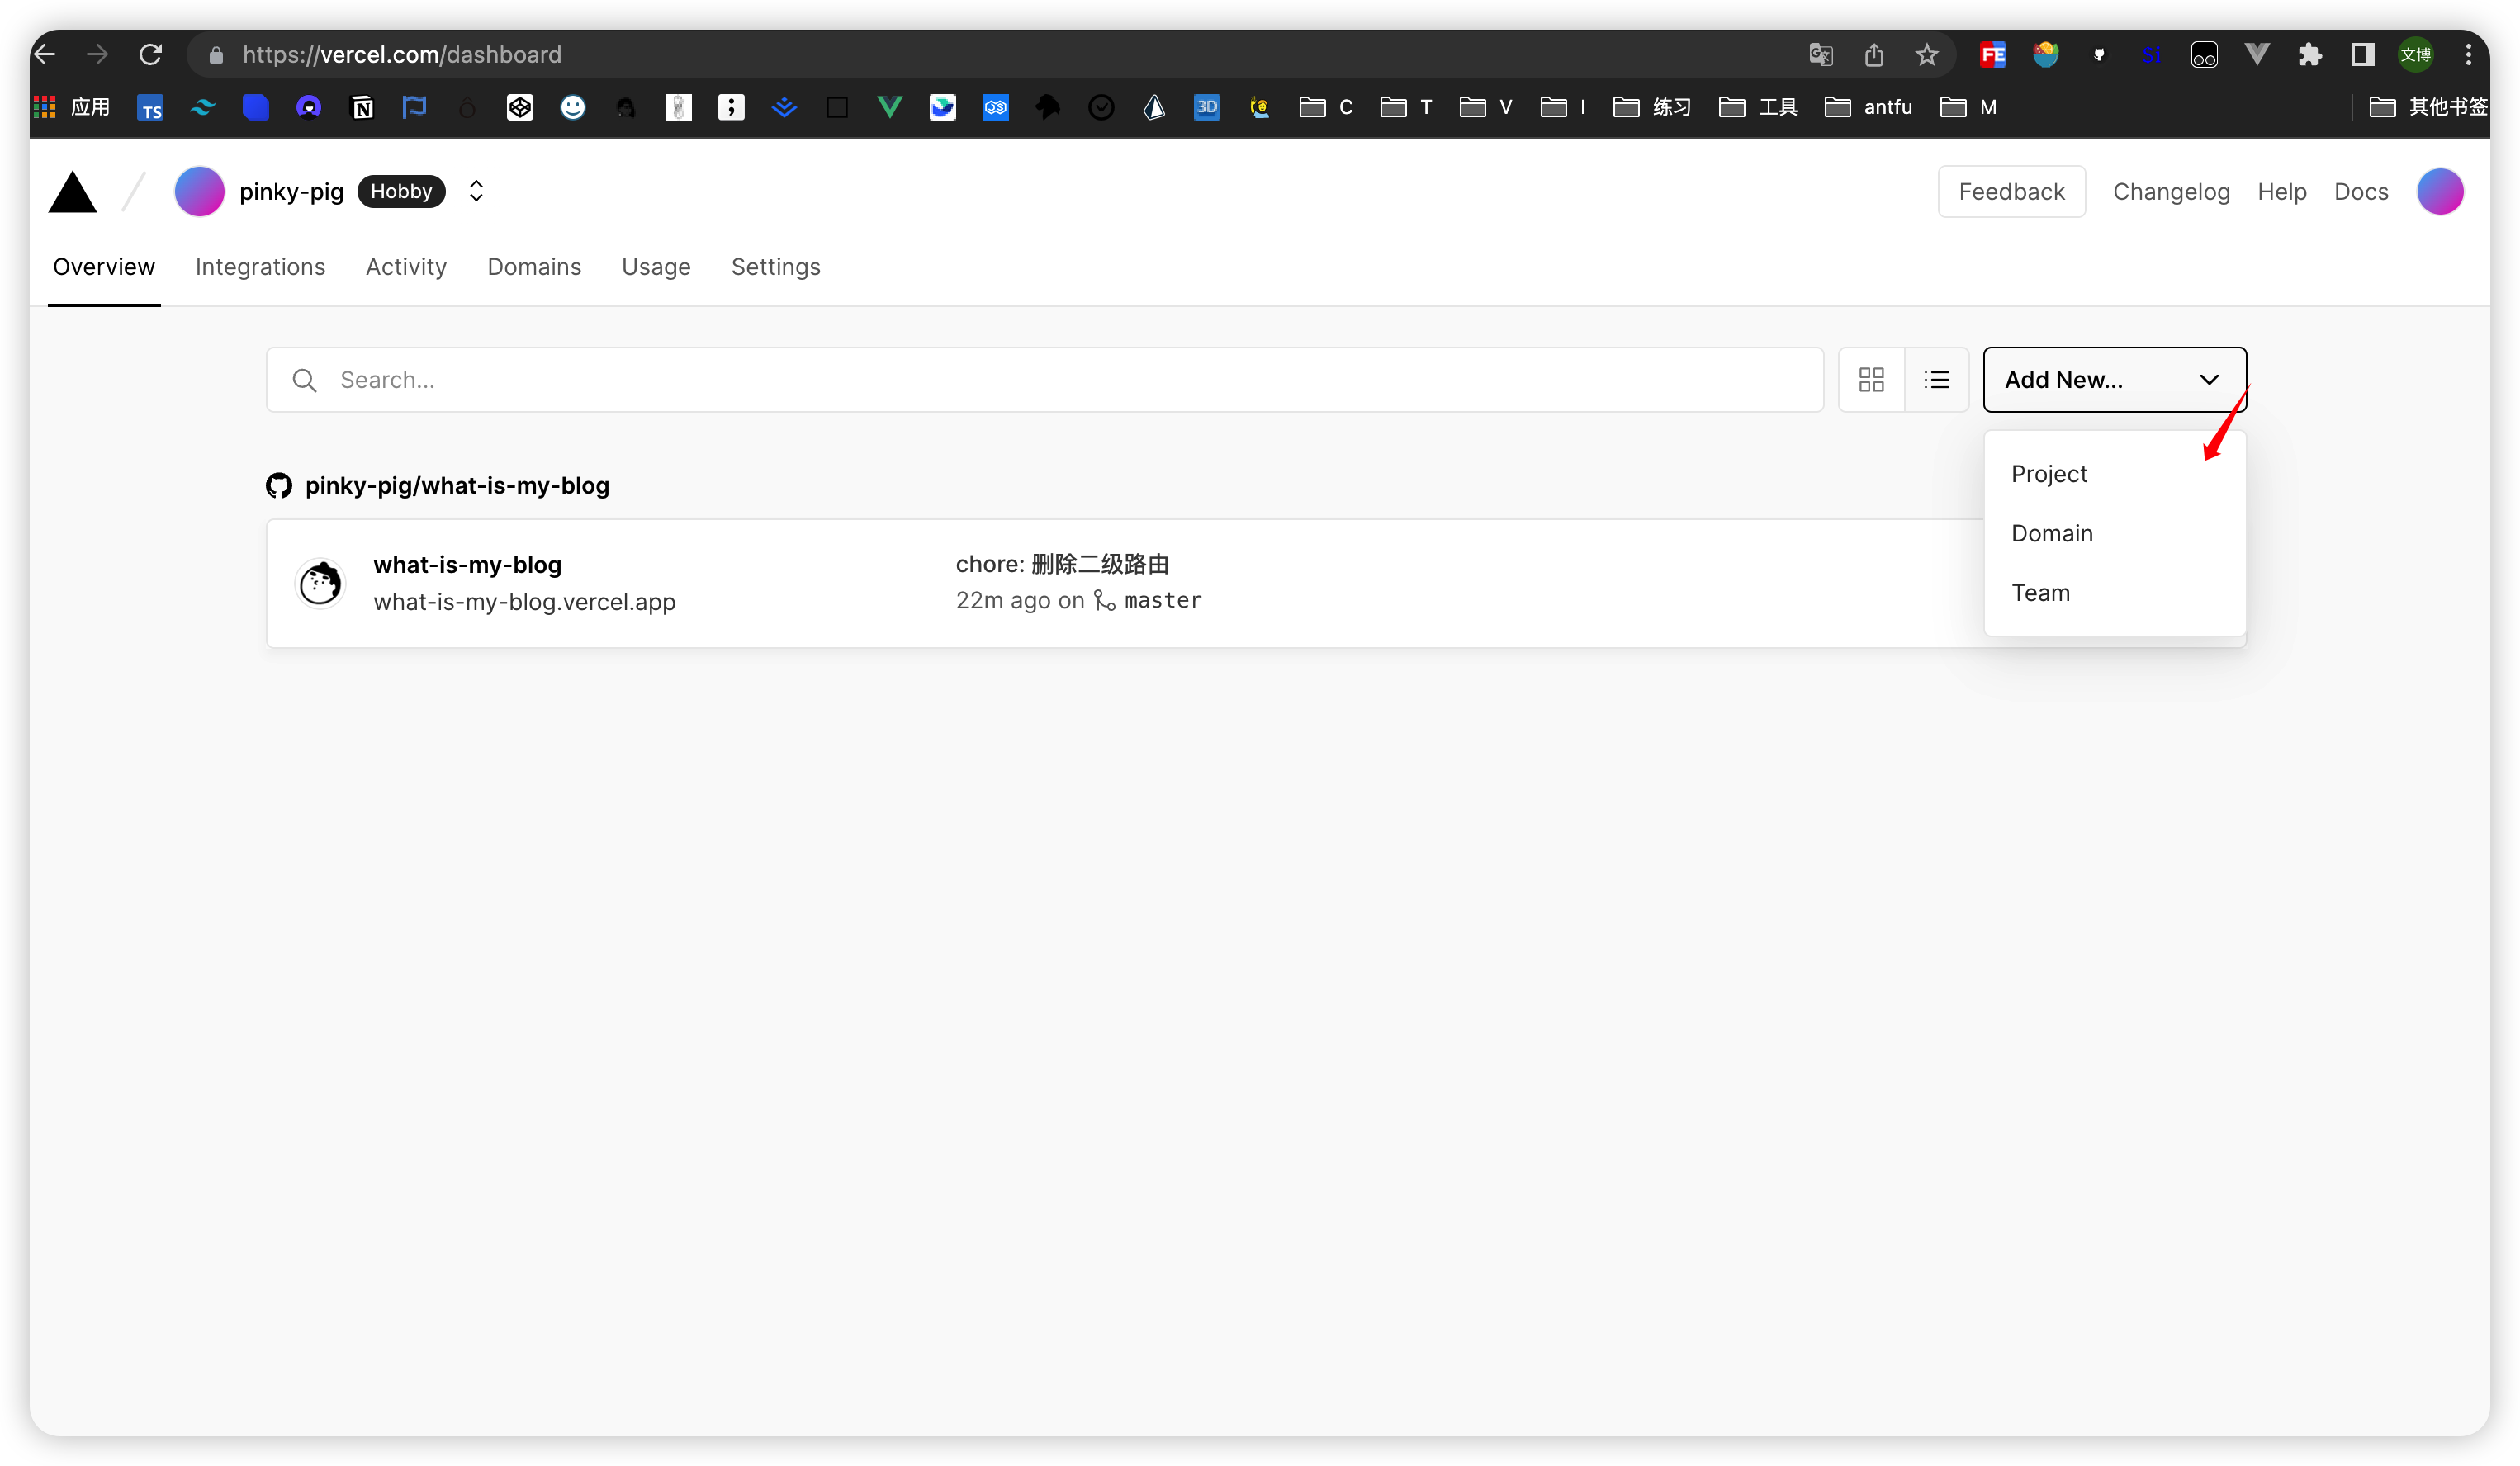 https://vercel.com/dashboard
文博
应用
TS
N
3D
C
T
V
I
练习
工具
antfu
M
其他书签
pinky-pig
Hobby
Feedback
Changelog
Help
Docs
Overview
Integrations
Activity
Domains
Usage
Settings
Search...
Add New...
Project
Domain
Team
pinky-pig/what-is-my-blog
what-is-my-blog
what-is-my-blog.vercel.app
chore: 删除二级路由
22m ago on master